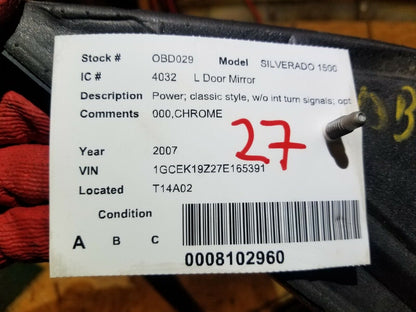 Stock # OBD029 Model SILVERADO 1500
IC # 4032 L Door Mirror
Description Power; classic style, w/o int turn signals; opt
Comments 000,CHROME
27
Year 2007
VIN 1GCEK19Z27E165391
Located T14A02
Condition
A B C
0008102960